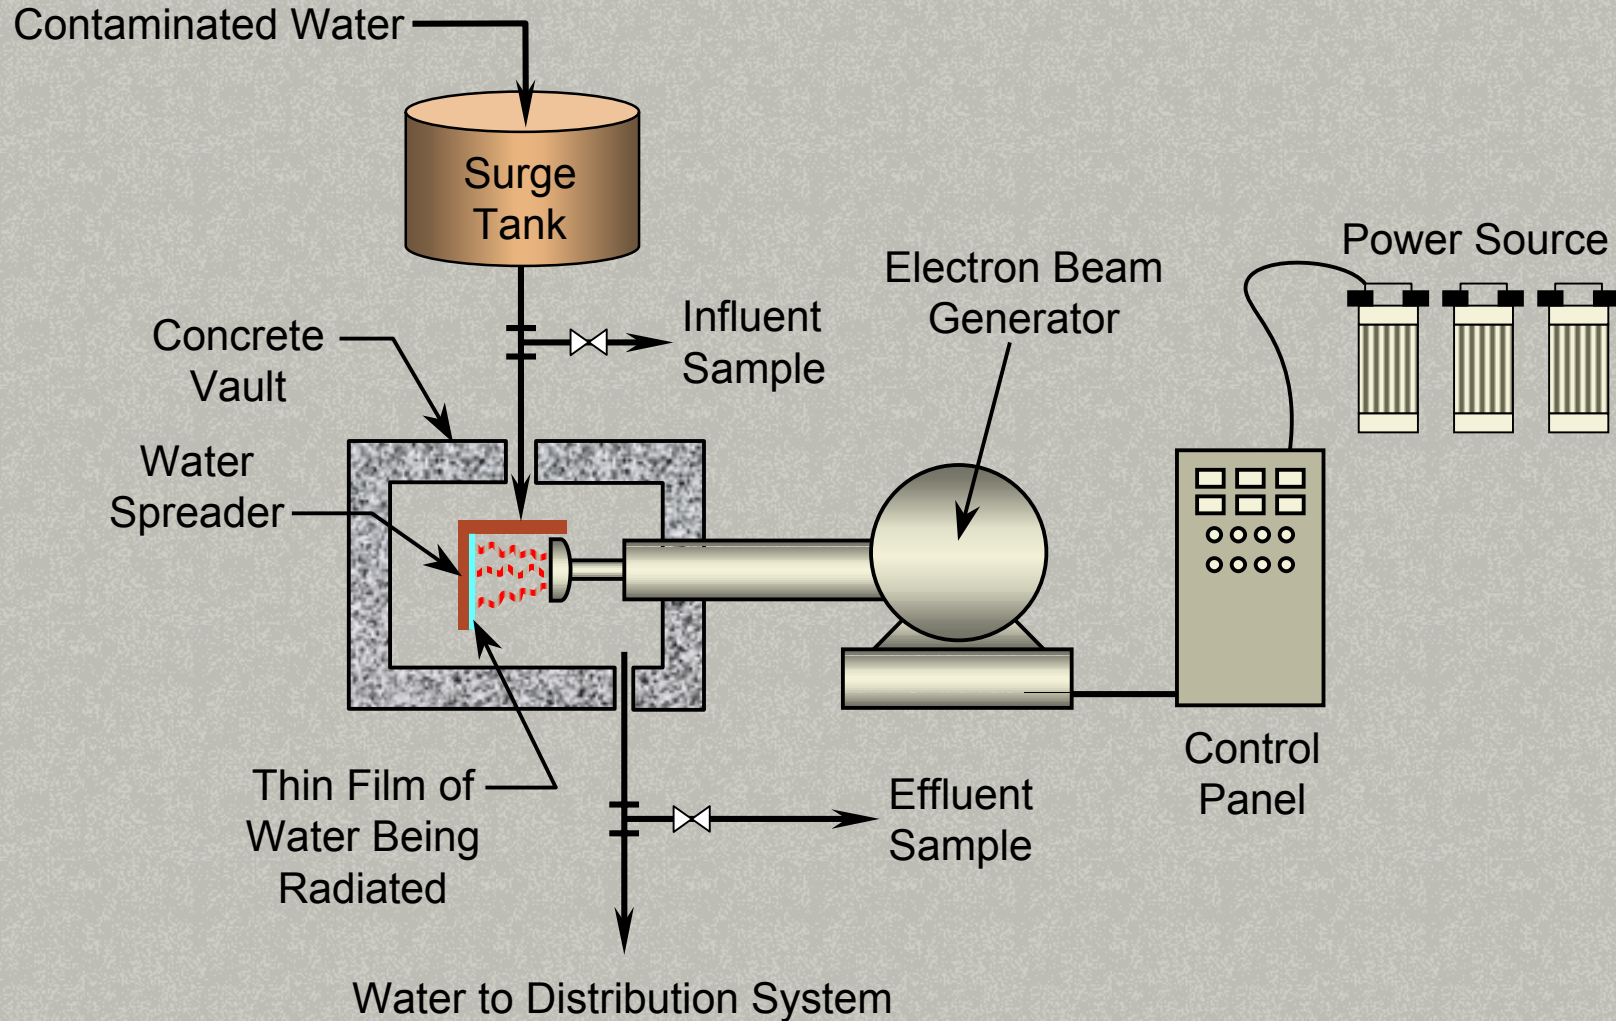 Contaminated Water
Surge
Tank
Power Source
Electron Beam
Generator
Influent
Sample
Concrete
Vault
Water
Spreader
Control
Panel
Thin Film of
Water Being
Radiated
Effluent
Sample
Water to Distribution System